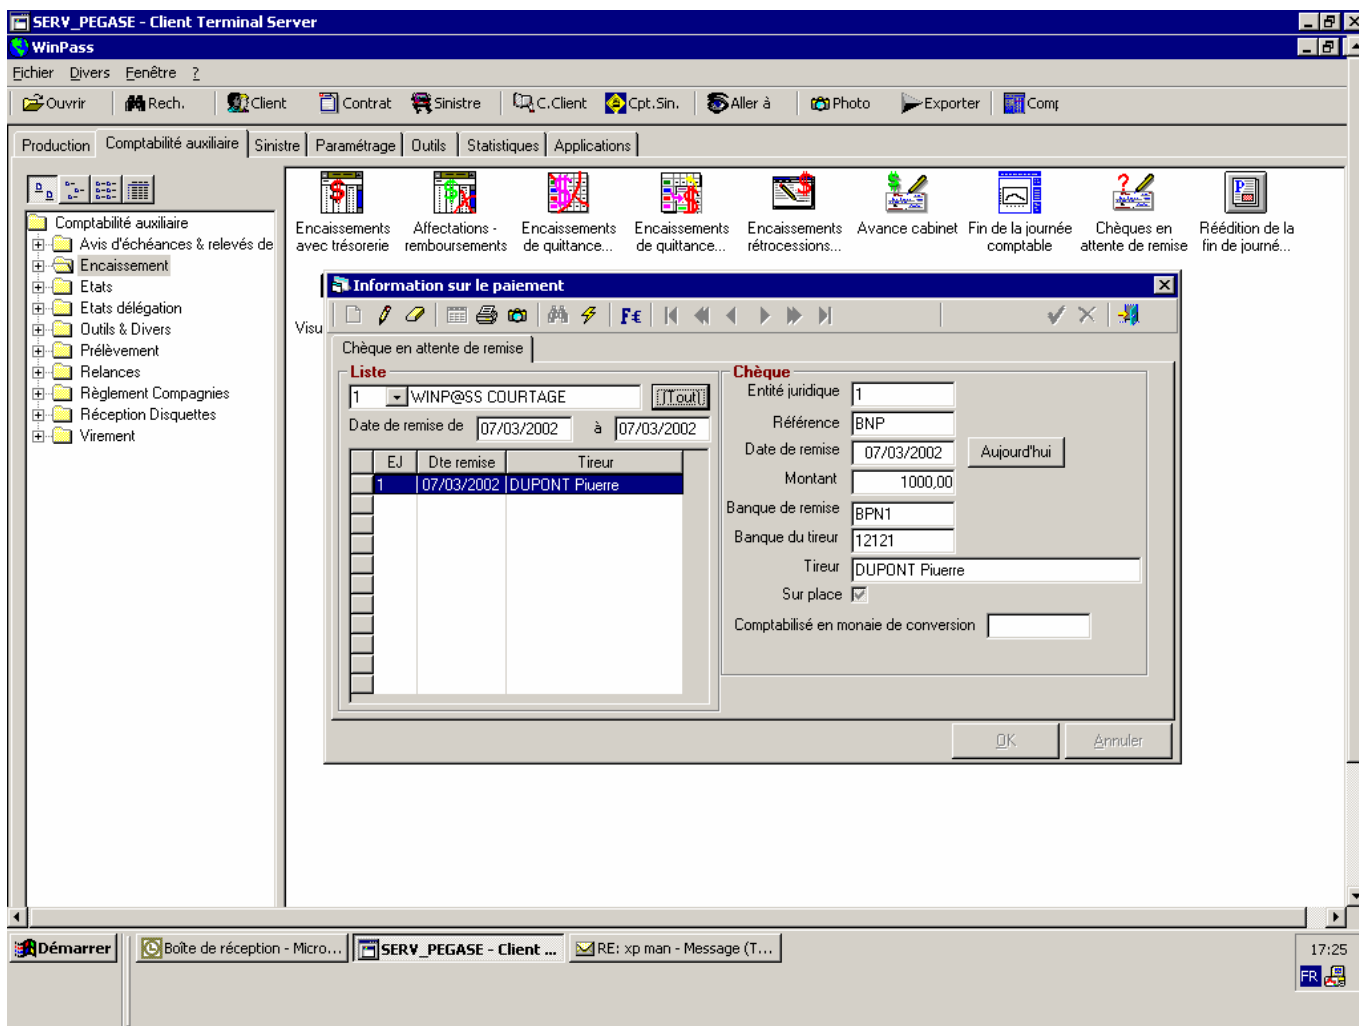 SERV_PEGASE - Client Terminal Server
WinPass
Fichier Divers Fenêtre ?
Ouvrir Rech. Client Contrat Sinistre C.Client Cpt.Sin. Aller à Photo Exporter Comp
Production Comptabilité auxiliaire Sinistre Paramétrage Outils Statistiques Applications
Comptabilité auxiliaire
Avis d'échéances & relevés de
Encaissement
Etats
Etats délégation
Outils & Divers
Prélèvement
Relances
Règlement Compagnies
Réception Disquettes
Virement
Encaissements avec trésorerie
Affectations - remboursements
Encaissements de quittance...
Encaissements de quittance...
Encaissements rétrocessions...
Avance cabinet
Fin de la journée comptable
Chèques en attente de remise
Réédition de la fin de journé...
Visu
Information sur le paiement
F€
Chèque en attente de remise
Liste
1 WINP@SS COURTAGE (Tout)
Date de remise de 07/03/2002 à 07/03/2002
EJ Dte remise Tireur
1 07/03/2002 DUPONT Piuerre
Chèque
Entité juridique 1
Référence BNP
Date de remise 07/03/2002 Aujourd'hui
Montant 1000,00
Banque de remise BPN1
Banque du tireur 12121
Tireur DUPONT Piuerre
Sur place
Comptabilisé en monaie de conversion
OK Annuler
Démarrer Boîte de réception - Micro... SERV_PEGASE - Client ... RE: xp man - Message (T... 17:25
FR